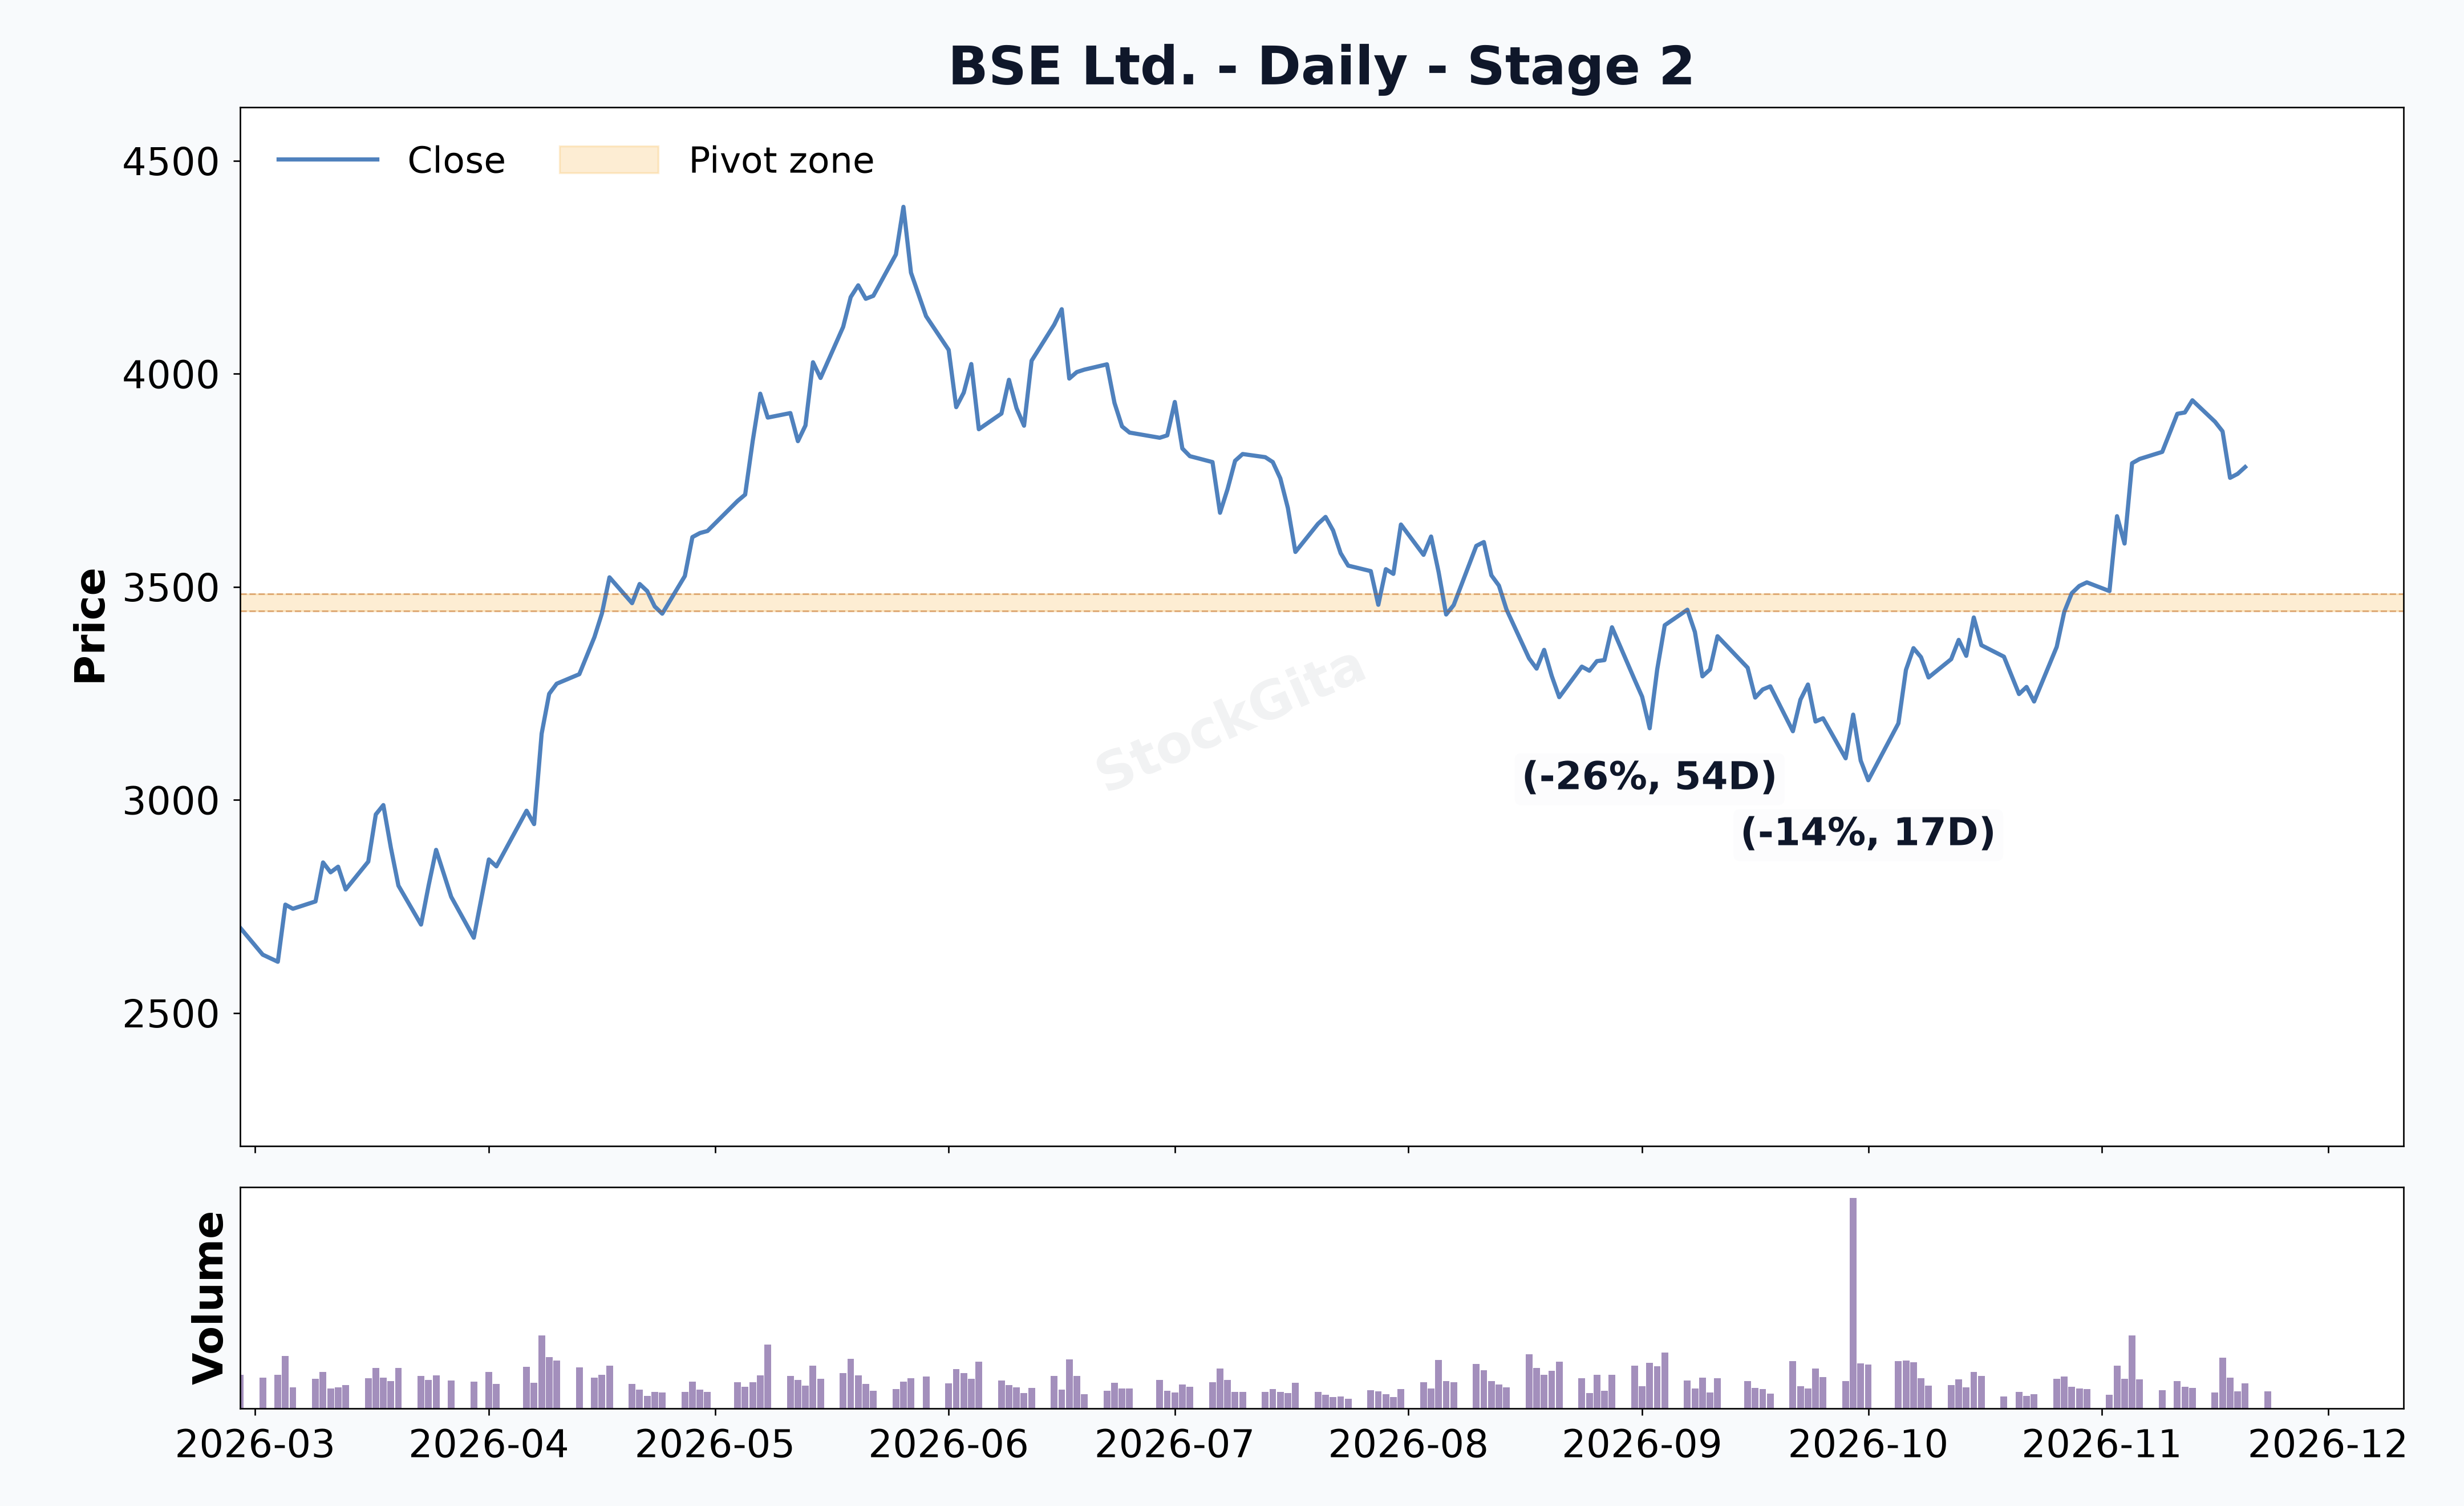 BSE Ltd. - Daily - Stage 2
Close
Pivot zone
4500
4000
3500
3000
2500
Price
StockGita
(-26%, 54D)
(-14%, 17D)
Volume
2026-03
2026-04
2026-05
2026-06
2026-07
2026-08
2026-09
2026-10
2026-11
2026-12